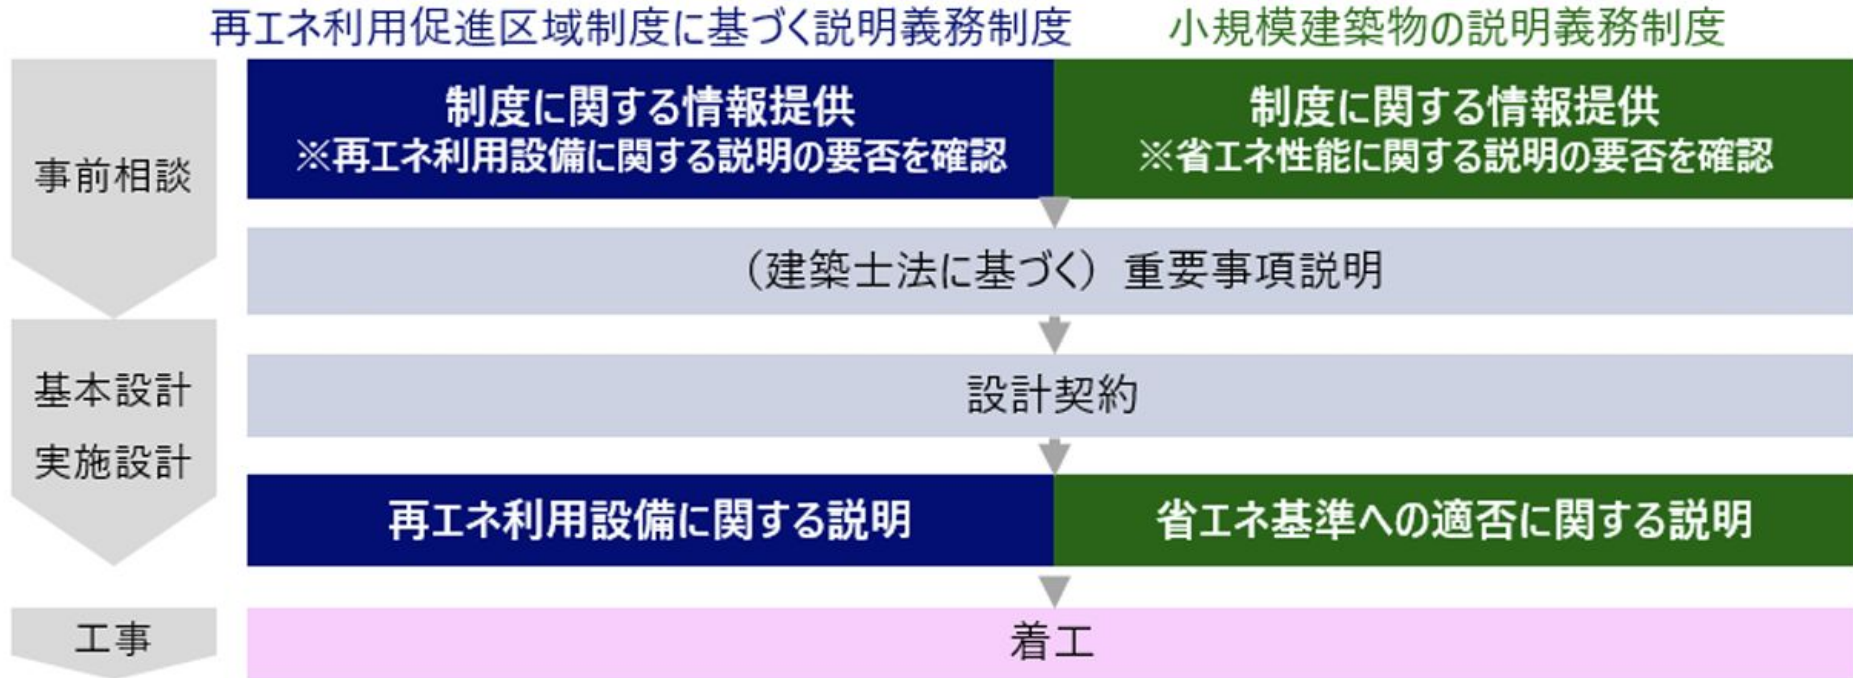 再エネ利用促進区域制度に基づく説明義務制度
小規模建築物の説明義務制度
事前相談
制度に関する情報提供
※再エネ利用設備に関する説明の要否を確認
制度に関する情報提供
※省エネ性能に関する説明の要否を確認
（建築士法に基づく）重要事項説明
基本設計
実施設計
設計契約
再エネ利用設備に関する説明
省エネ基準への適否に関する説明
工事
着工